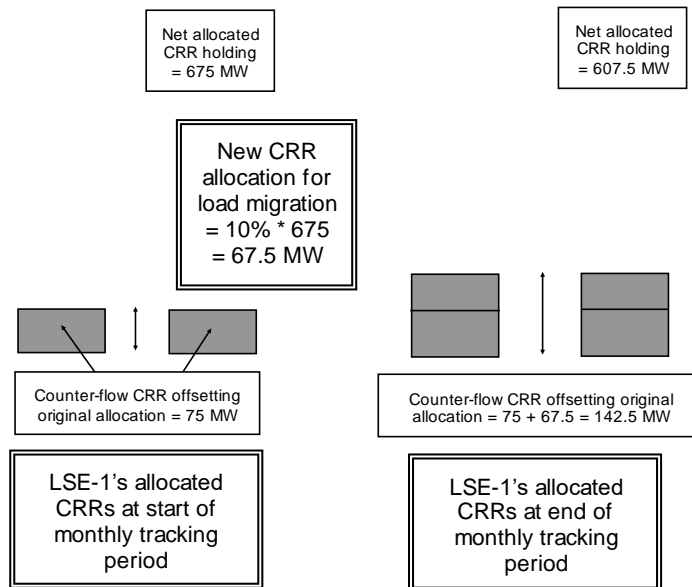 Net allocated
CRR holding
= 675 MW
Net allocated
CRR holding
= 607.5 MW
New CRR
allocation for
load migration
= 10% * 675
= 67.5 MW
Counter-flow CRR offsetting
original allocation = 75 MW
Counter-flow CRR offsetting original
allocation = 75 + 67.5 = 142.5 MW
LSE-1's allocated
CRRs at start of
monthly tracking
period
LSE-1's allocated
CRRs at end of
monthly tracking
period